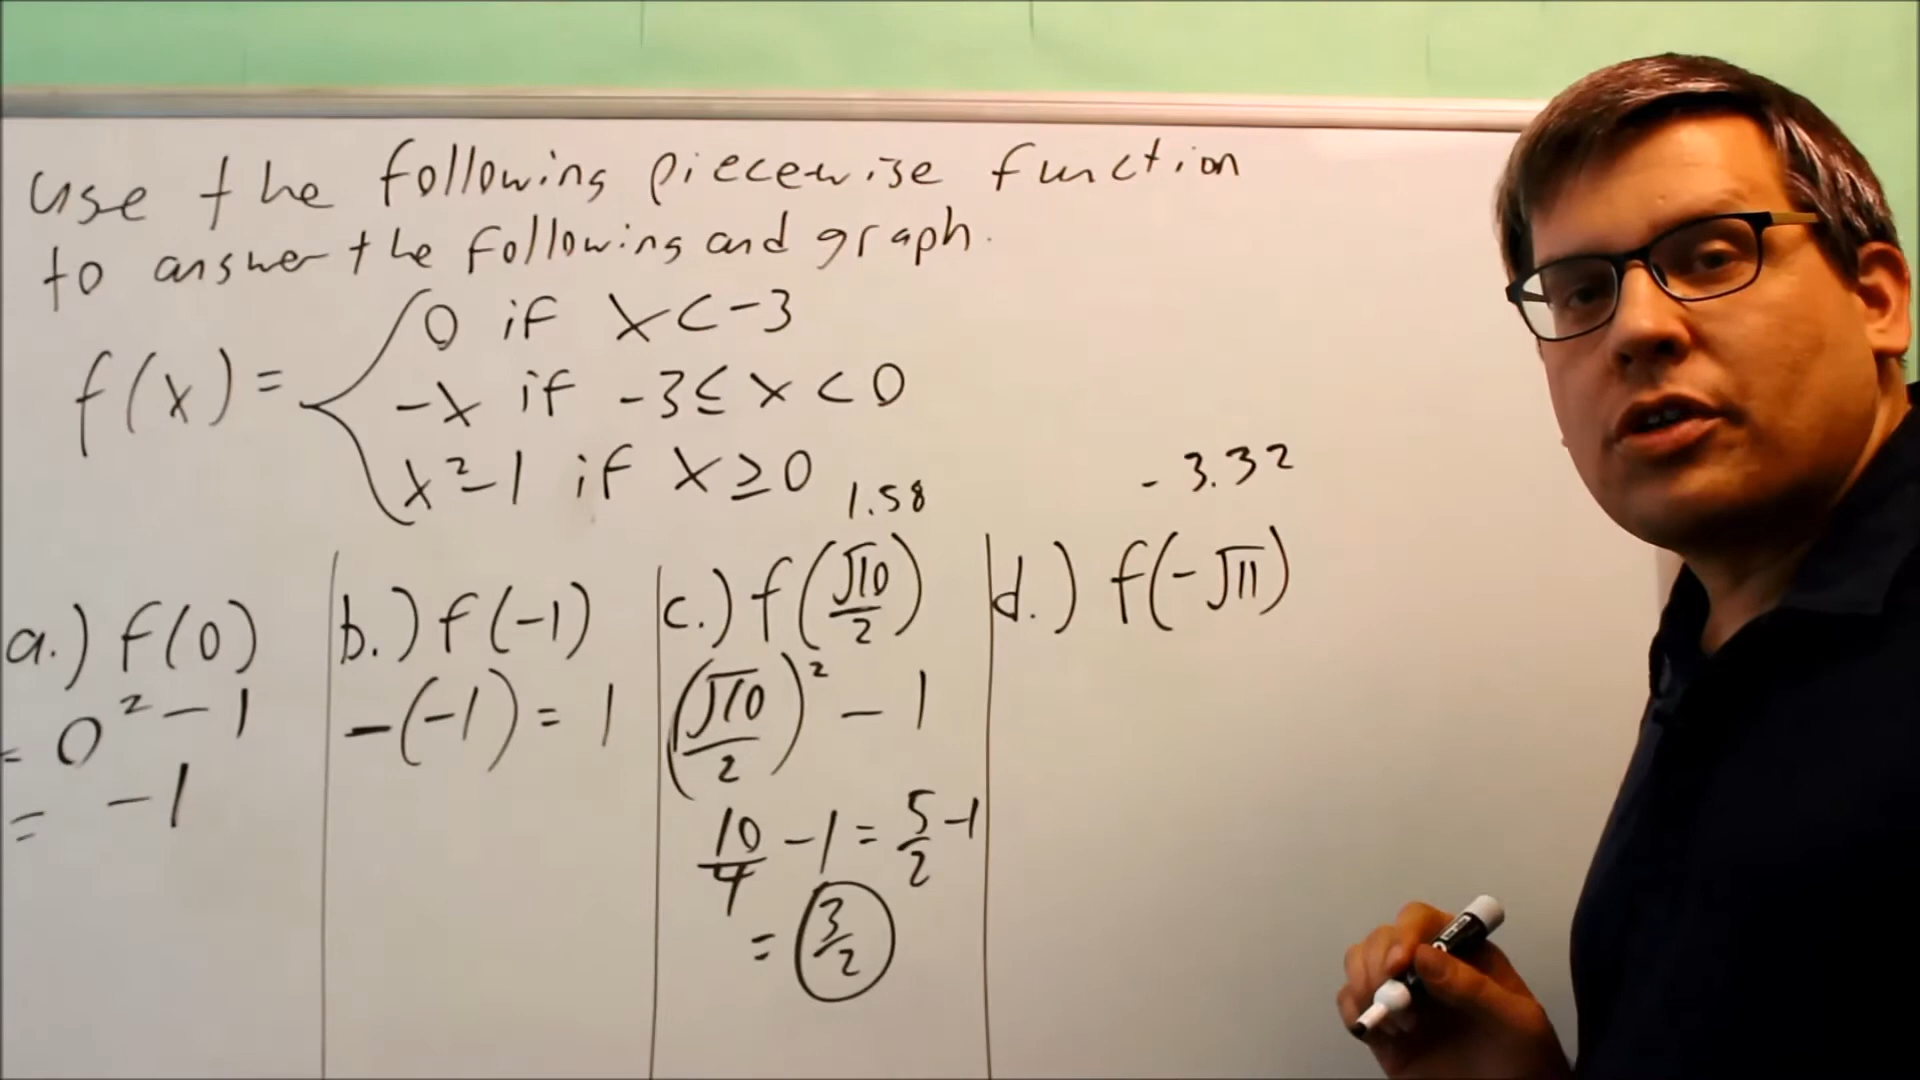 use the following piecewise function
to answer the following and graph.
f(x) =
0 if x < -3
-x if -3 ≤ x < 0
x² - 1 if x ≥ 0
a.) f(0)
= 0² - 1
= -1
b.) f(-1)
-(-1) = 1
1.58
c.) f(√10/2)
(√10/2)² - 1
10/4 - 1 = 5/2 - 1
= 3/2
- 3.32
d.) f(-√11)